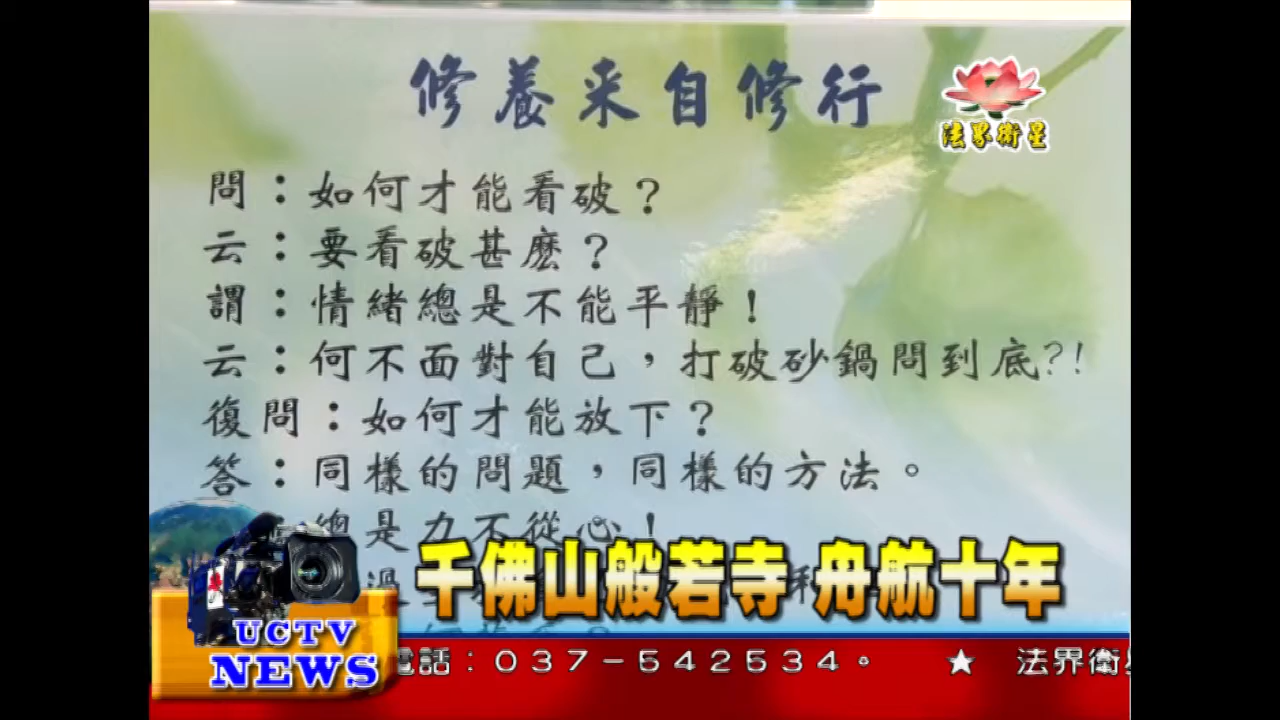 修養来自修行
法界衛星
問：如何才能看破？
云：要看破甚麼？
謂：情緒總是不能平靜！
云：何不面對自己，打破砂鍋問到底?!
復問：如何才能放下？
答：同樣的問題，同樣的方法。
總是力不從心！
千佛山般若寺 舟航十年
UCTV
NEWS
電話：０３７－５４２５３４。 ★ 法界衛星